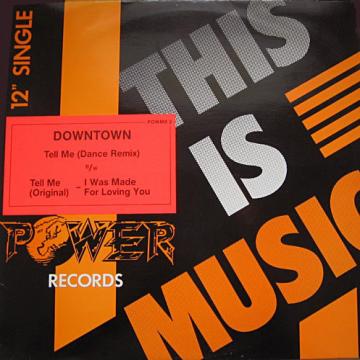 12" SINGLE
THIS
IS
MUSIC
DOWNTOWN
Tell Me (Dance Remix)
b/w
Tell Me (Original) – I Was Made For Loving You
POWER
RECORDS